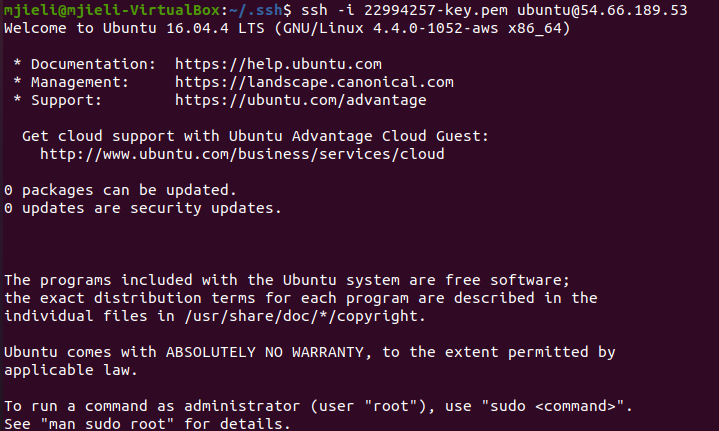 mjieli@mjieli-VirtualBox:~/.ssh$ ssh -i 22994257-key.pem ubuntu@54.66.189.53
Welcome to Ubuntu 16.04.4 LTS (GNU/Linux 4.4.0-1052-aws x86_64)
* Documentation:  https://help.ubuntu.com
* Management:     https://landscape.canonical.com
* Support:        https://ubuntu.com/advantage
Get cloud support with Ubuntu Advantage Cloud Guest:
http://www.ubuntu.com/business/services/cloud
0 packages can be updated.
0 updates are security updates.
The programs included with the Ubuntu system are free software;
the exact distribution terms for each program are described in the
individual files in /usr/share/doc/*/copyright.
Ubuntu comes with ABSOLUTELY NO WARRANTY, to the extent permitted by
applicable law.
To run a command as administrator (user "root"), use "sudo <command>".
See "man sudo root" for details.